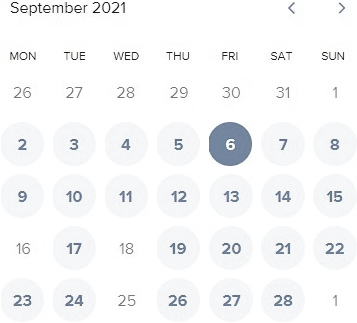 September 2021
MON TUE WED THU FRI SAT SUN
26 27 28 29 30 31 1
2 3 4 5 6 7 8
9 10 11 12 13 14 15
16 17 18 19 20 21 22
23 24 25 26 27 28 1